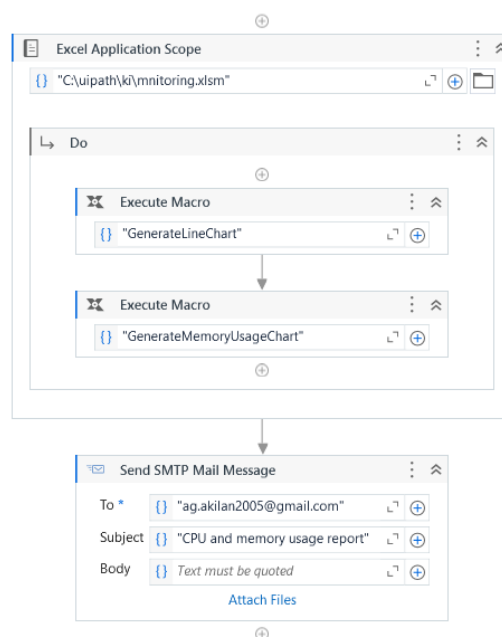 Excel Application Scope
{} "C:\uipath\ki\mnitoring.xlsm"
Do
Execute Macro
{} "GenerateLineChart"
Execute Macro
{} "GenerateMemoryUsageChart"
Send SMTP Mail Message
To * {} "ag.akilan2005@gmail.com"
Subject {} "CPU and memory usage report"
Body {} Text must be quoted
Attach Files